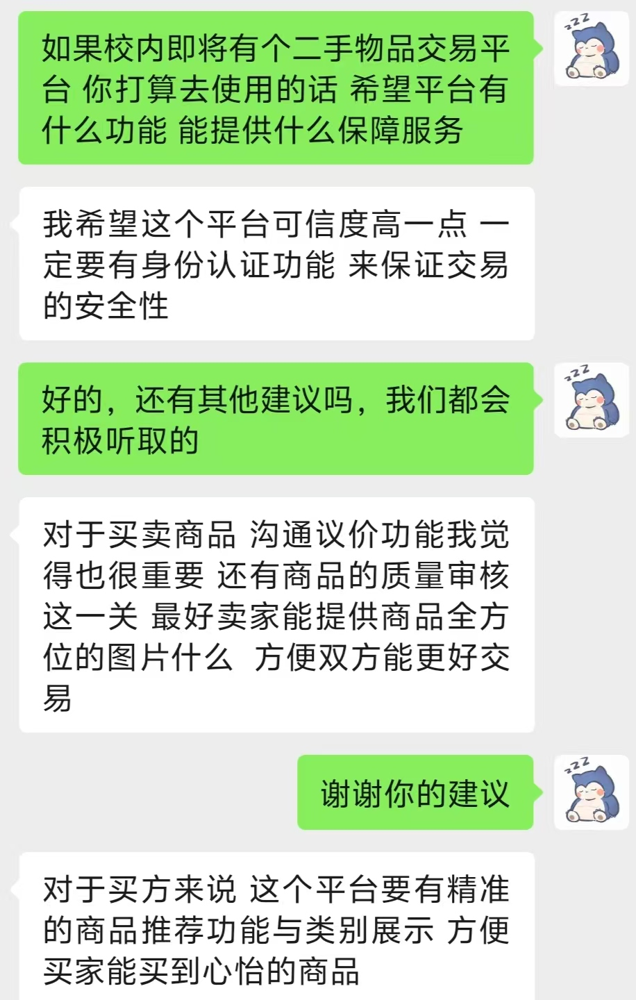 如果校内即将有个二手物品交易平
台 你打算去使用的话 希望平台有
什么功能 能提供什么保障服务
我希望这个平台可信度高一点 一
定要有身份认证功能 来保证交易
的安全性
好的，还有其他建议吗，我们都会
积极听取的
对于买卖商品 沟通议价功能我觉
得也很重要 还有商品的质量审核
这一关 最好卖家能提供商品全方
位的图片什么  方便双方能更好交
易
谢谢你的建议
对于买方来说 这个平台要有精准
的商品推荐功能与类别展示 方便
买家能买到心怡的商品
zzZ
zzZ
zzZ